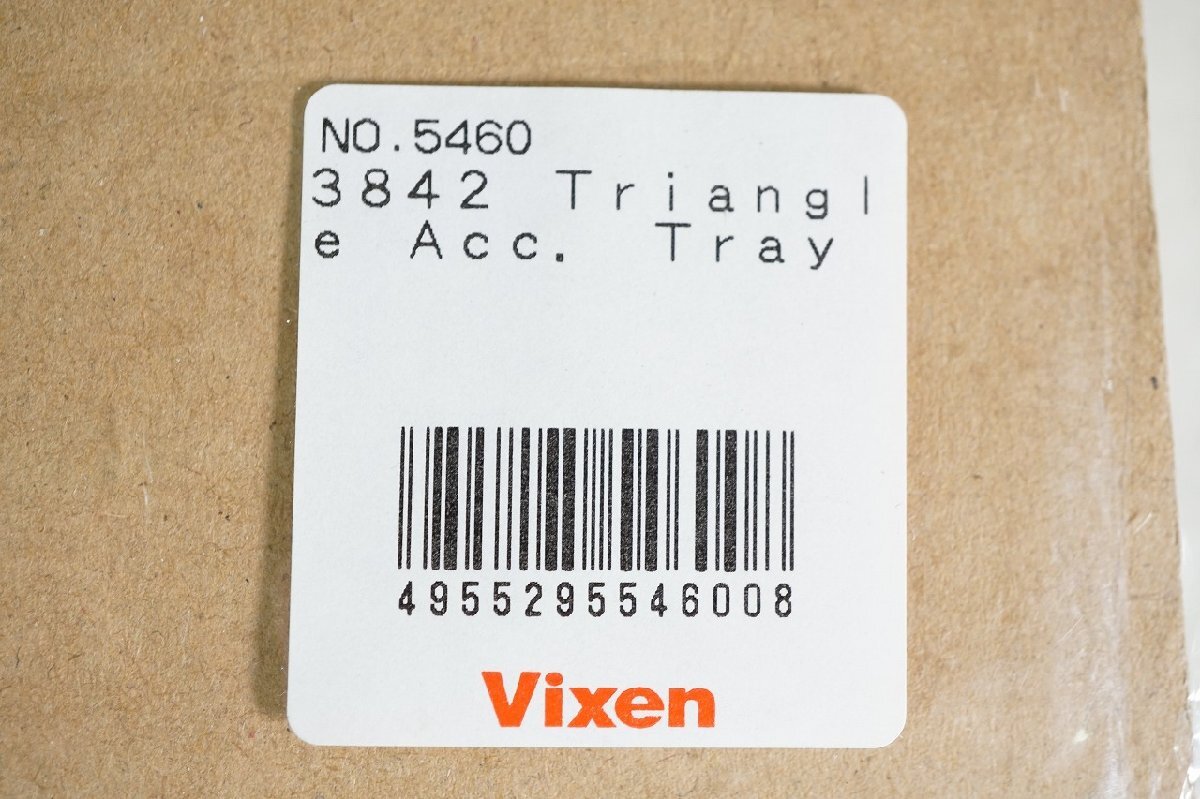 NO.5460
3842 Triangl
e Acc. Tray
4955295546008
Vixen